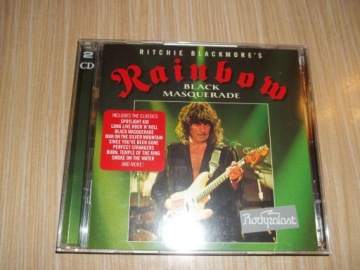 2
CD
RITCHIE BLACKMORE'S
Rainbow
BLACK
MASQUERADE
INCLUDES THE CLASSICS
SPOTLIGHT KID
LONG LIVE ROCK 'N' ROLL
BLACK MASQUERADE
MAN ON THE SILVER MOUNTAIN
SINCE YOU'VE BEEN GONE
PERFECT STRANGERS
BURN, TEMPLE OF THE KING
SMOKE ON THE WATER
AND MORE!
Rockpalast